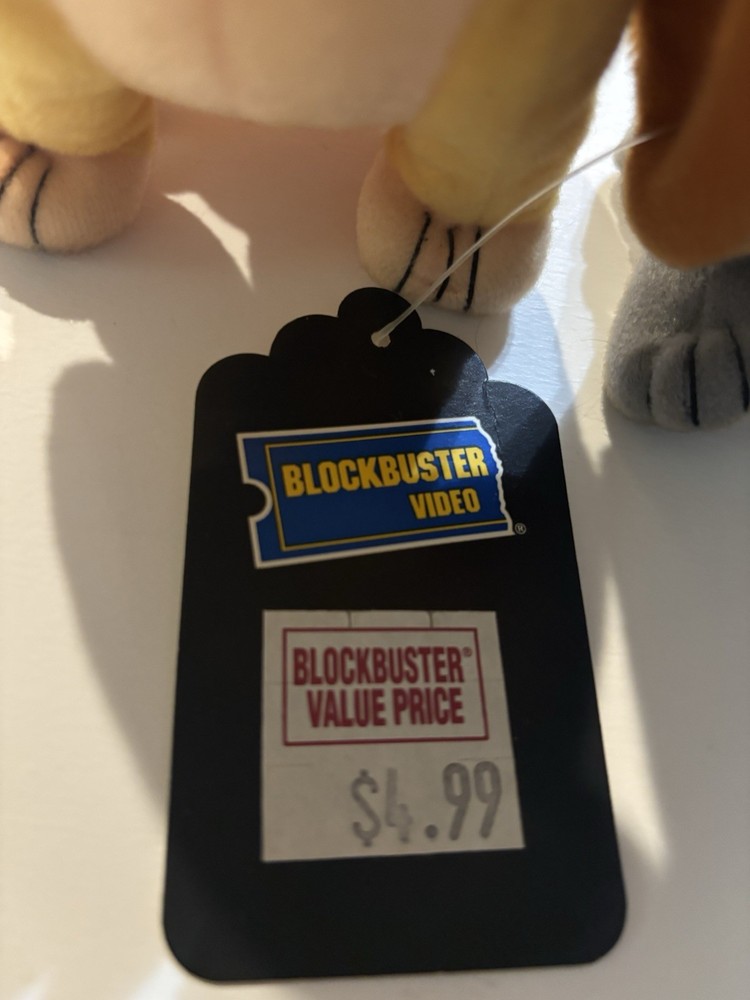 BLOCKBUSTER
VIDEO
®
BLOCKBUSTER®
VALUE PRICE
$4.99